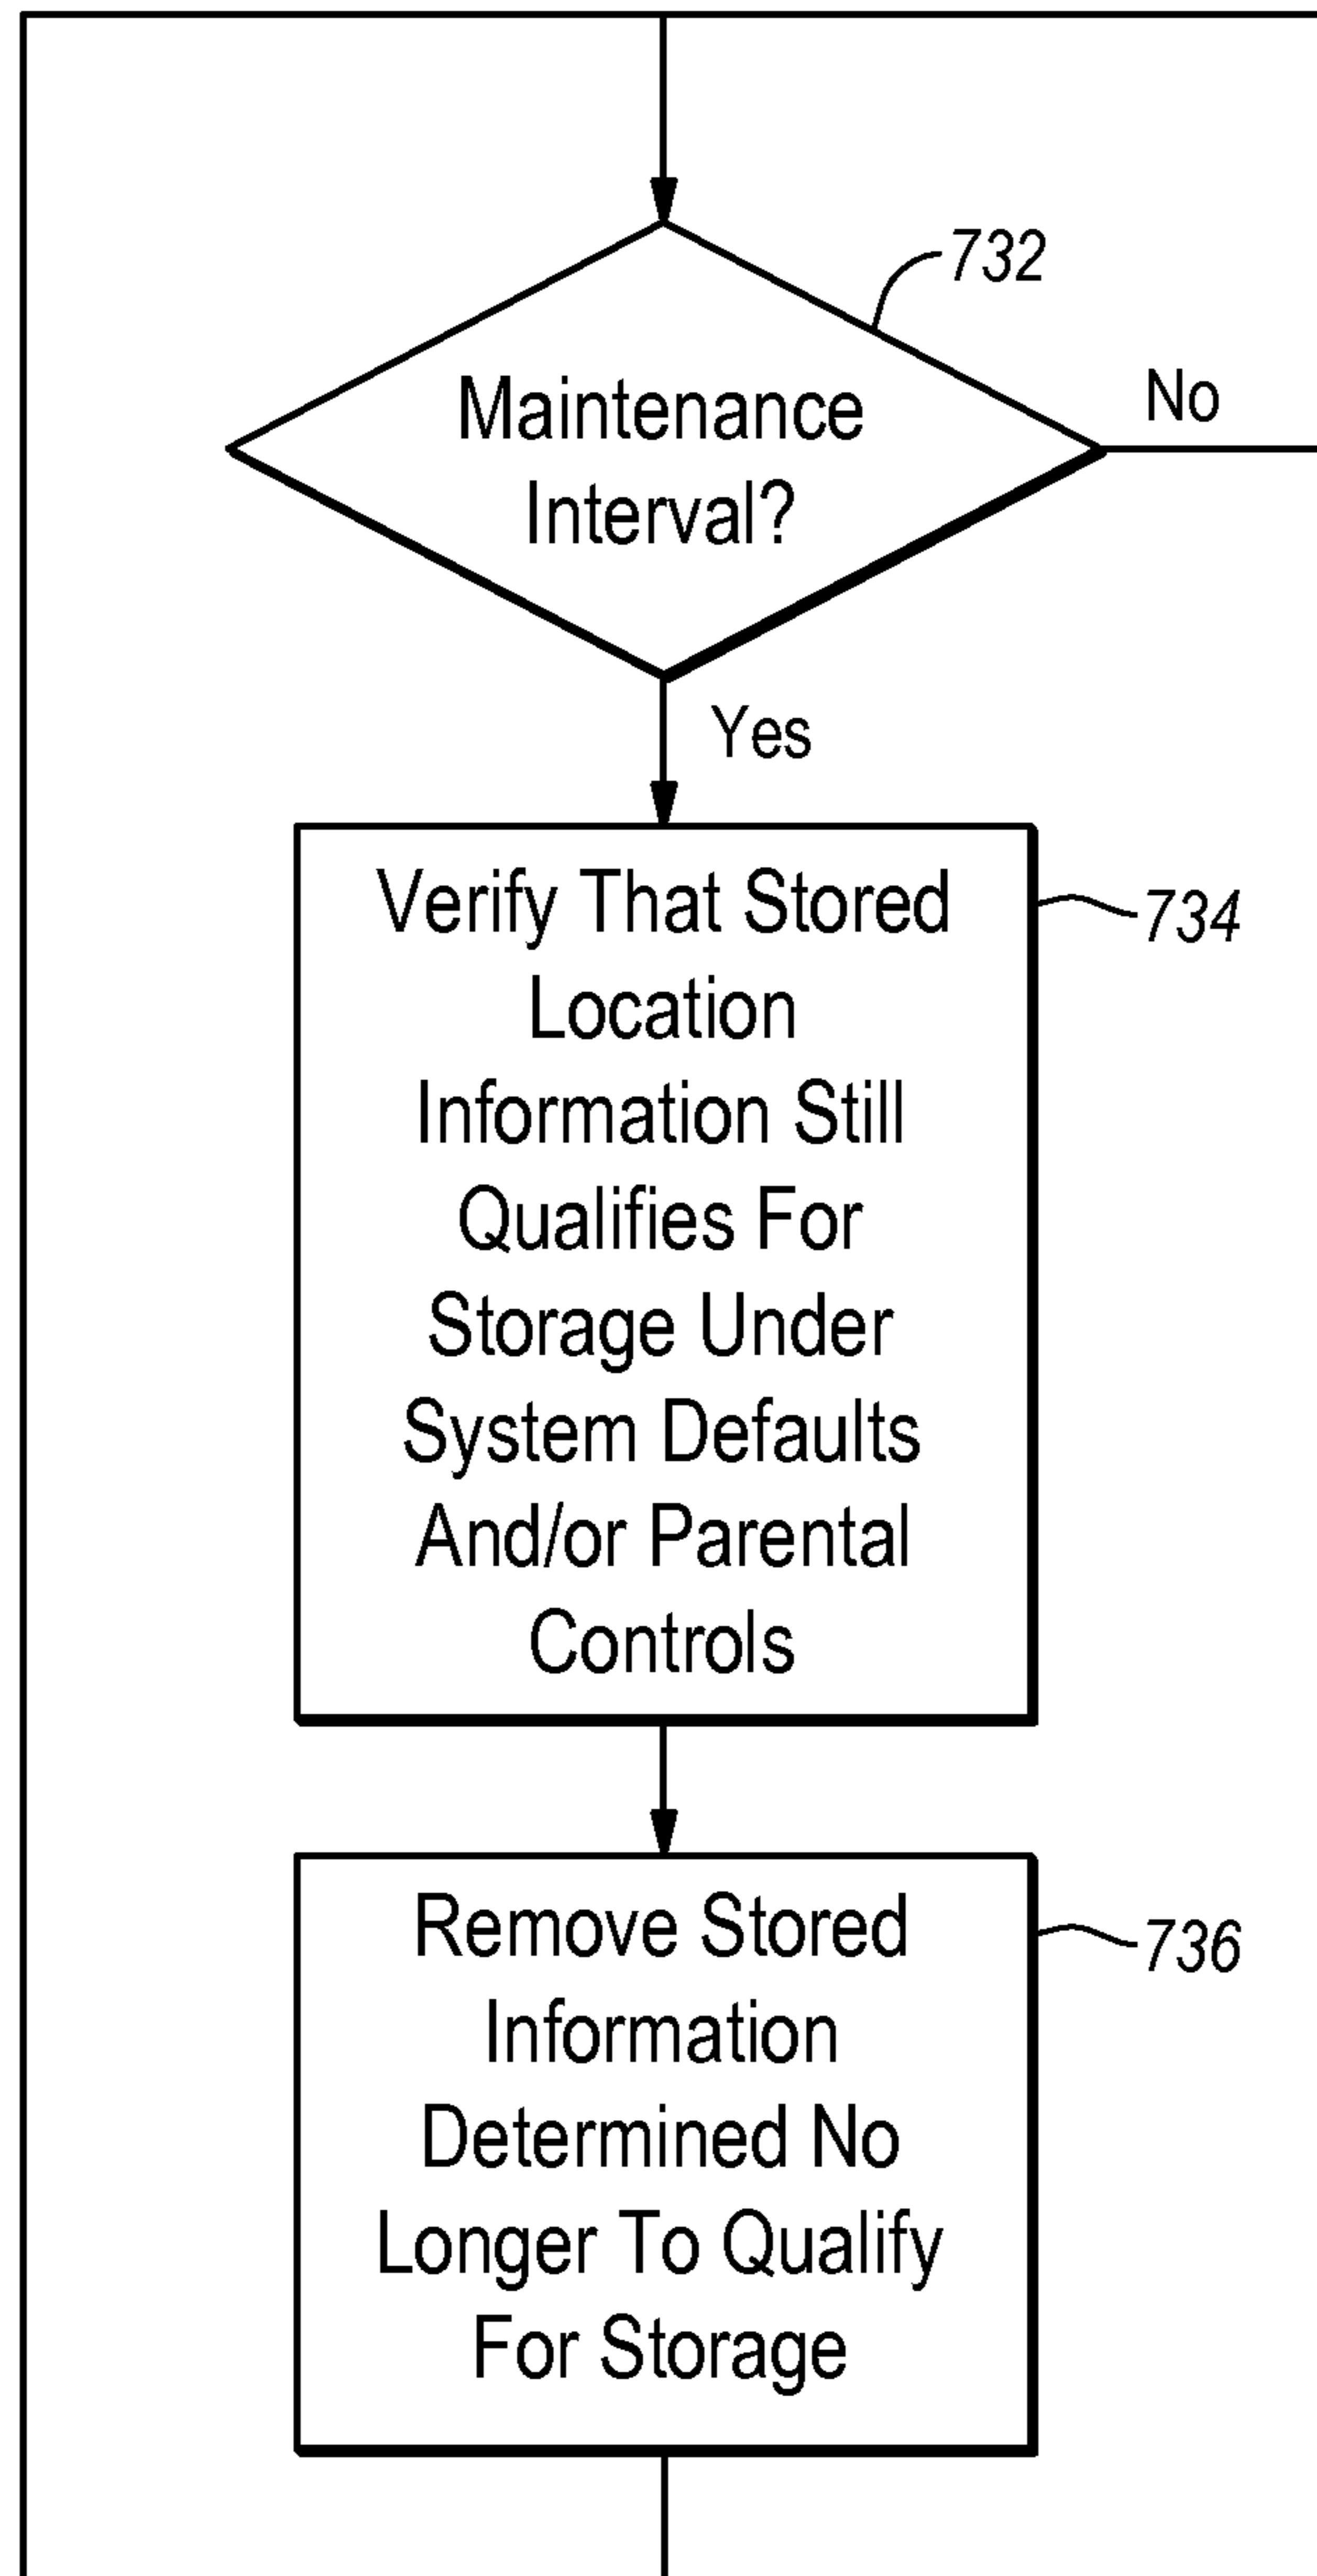 732
Maintenance
Interval?
No
Yes
Verify That Stored
Location
Information Still
Qualifies For
Storage Under
System Defaults
And/or Parental
Controls
734
Remove Stored
Information
Determined No
Longer To Qualify
For Storage
736